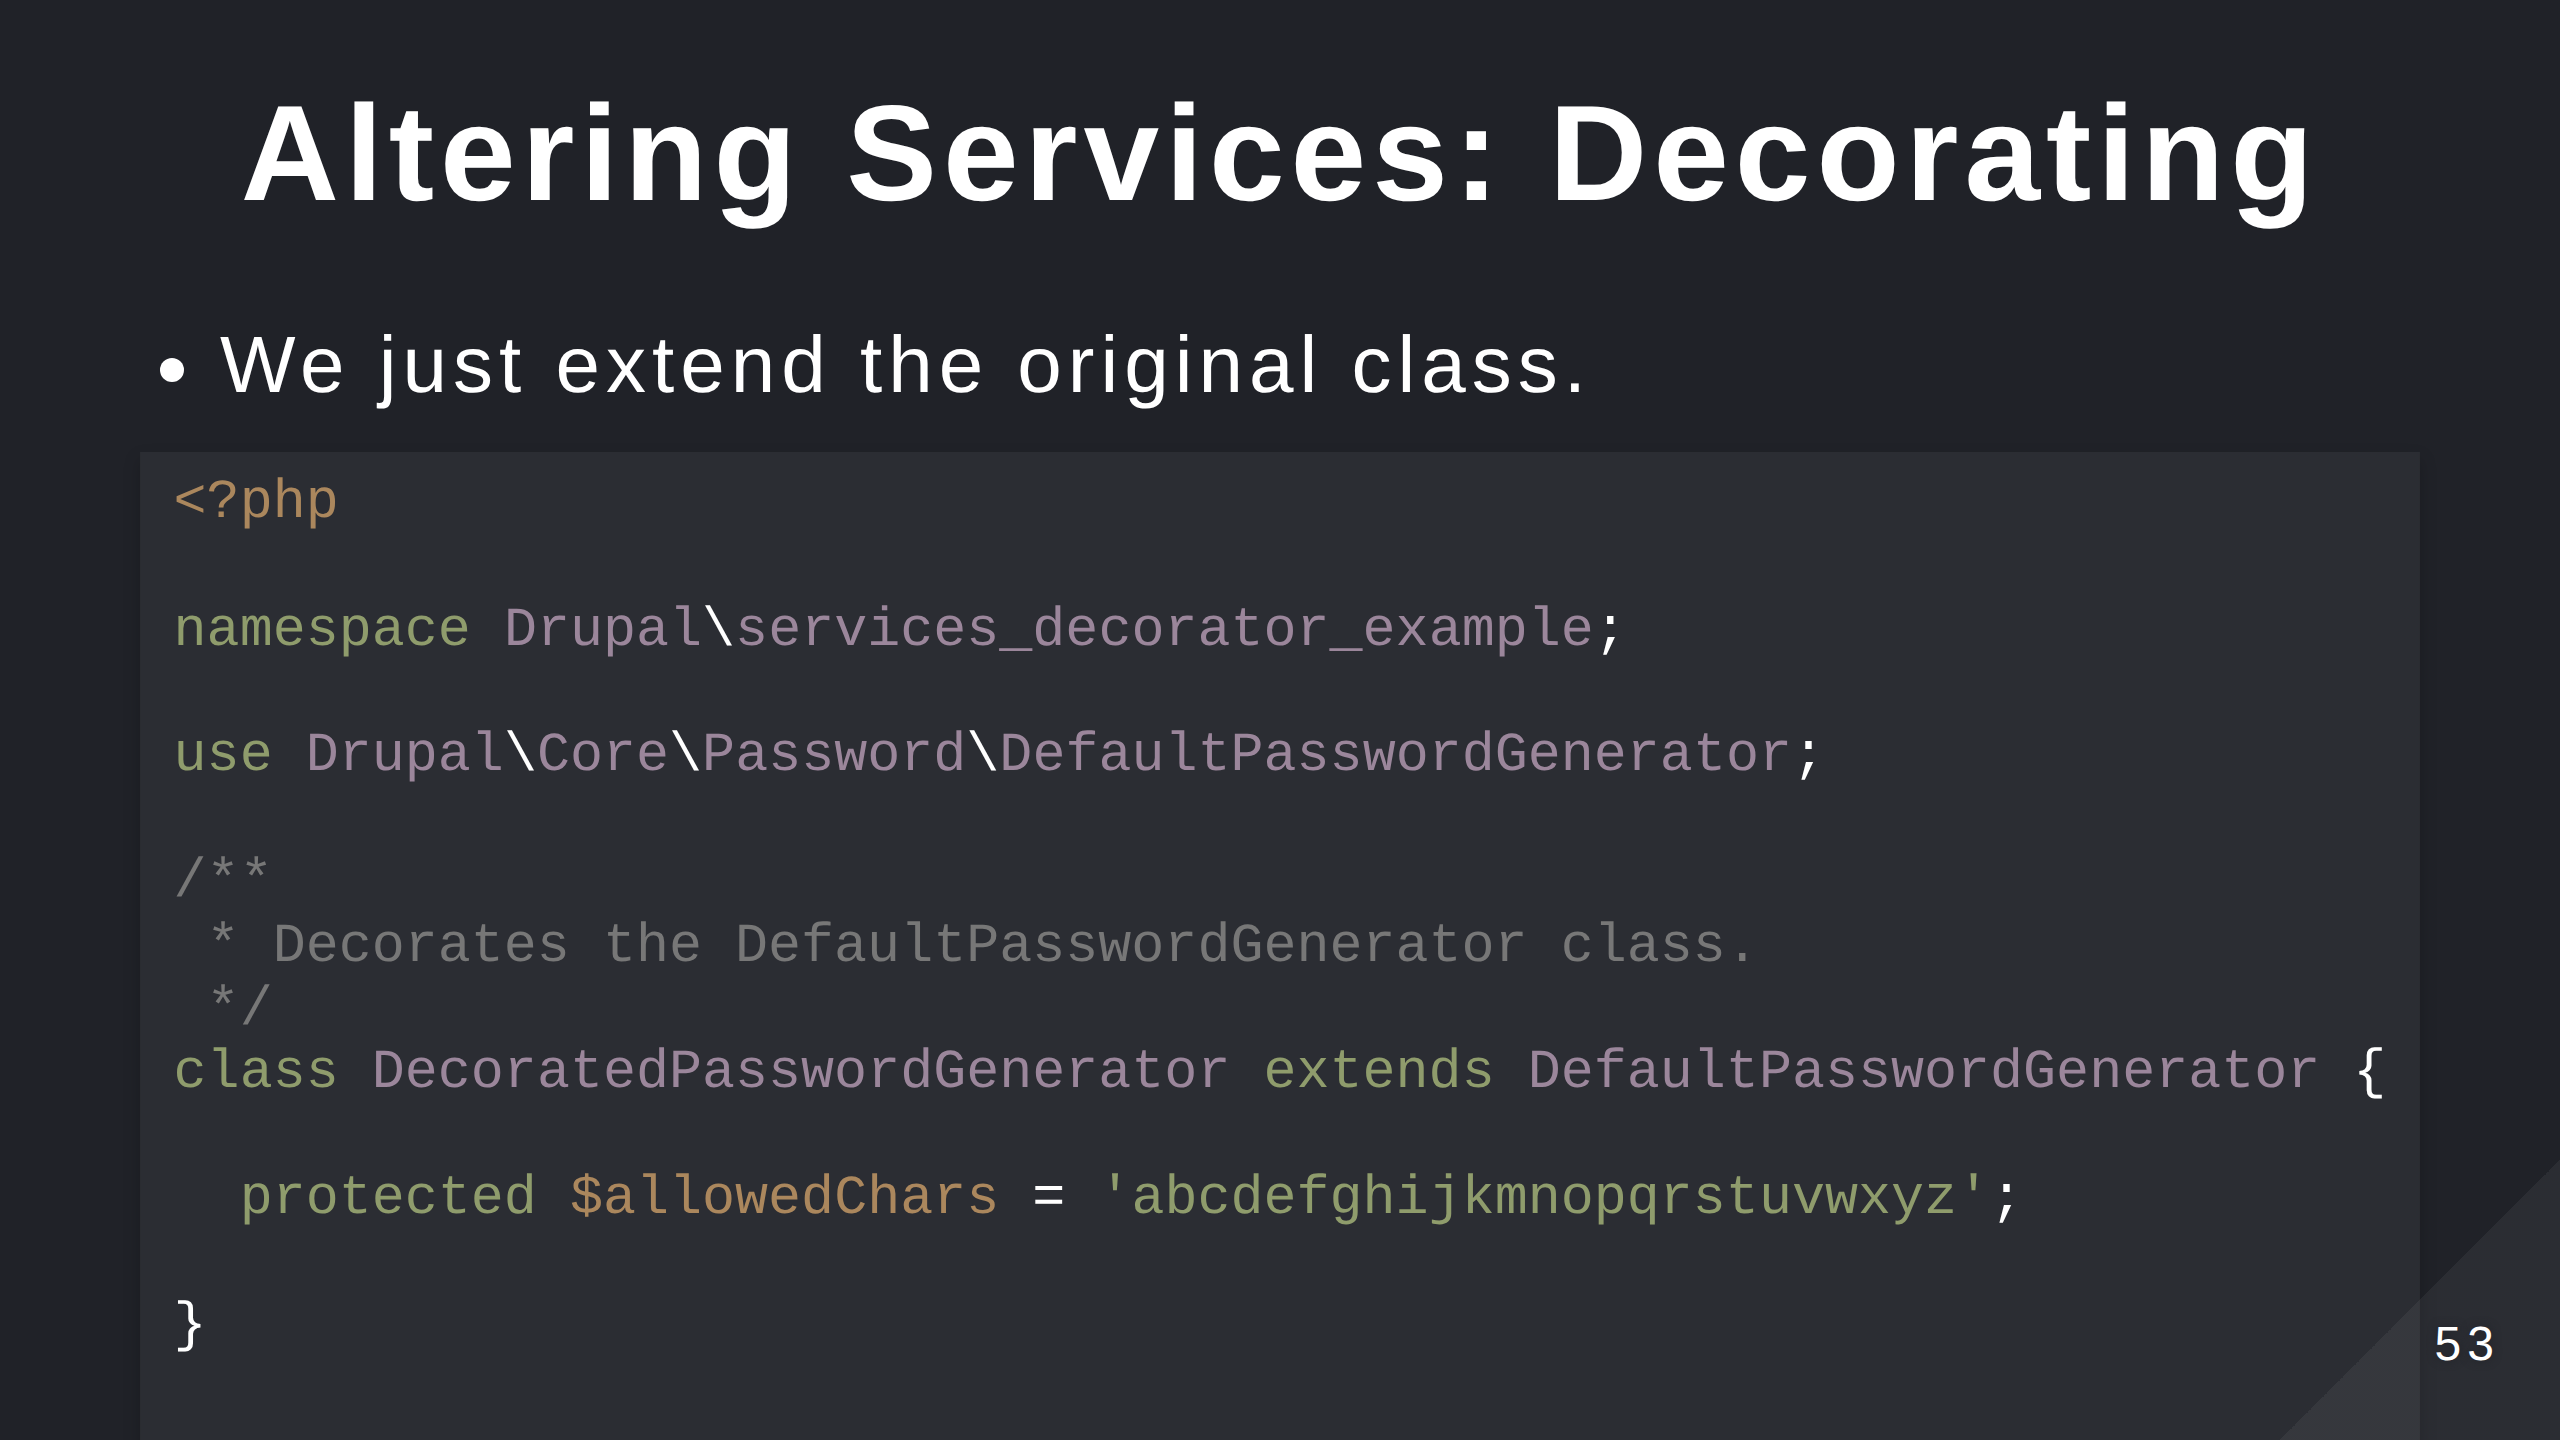 Altering Services: Decorating
• We just extend the original class.
<?php
namespace Drupal\services_decorator_example;
use Drupal\Core\Password\DefaultPasswordGenerator;
/**
 * Decorates the DefaultPasswordGenerator class.
 */
class DecoratedPasswordGenerator extends DefaultPasswordGenerator {
  protected $allowedChars = 'abcdefghijkmnopqrstuvwxyz';
}
53